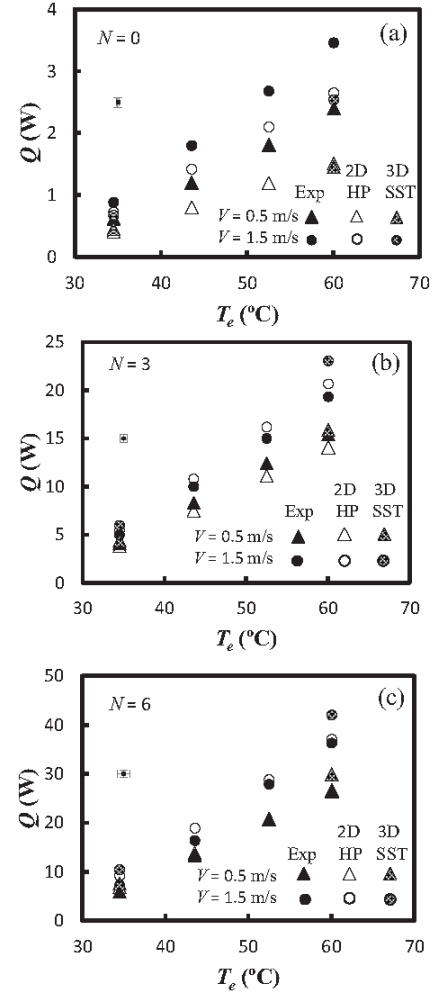 4
3
2
1
0
Q (W)
N = 0
(a)
2D 3D
Exp HP SST
V = 0.5 m/s
V = 1.5 m/s
30 40 50 60 70
Te (ºC)
25
20
15
10
5
0
Q (W)
N = 3
(b)
2D 3D
Exp HP SST
V = 0.5 m/s
V = 1.5 m/s
30 40 50 60 70
Te (ºC)
50
40
30
20
10
0
Q (W)
N = 6
(c)
2D 3D
Exp HP SST
V = 0.5 m/s
V = 1.5 m/s
30 40 50 60 70
Te (ºC)